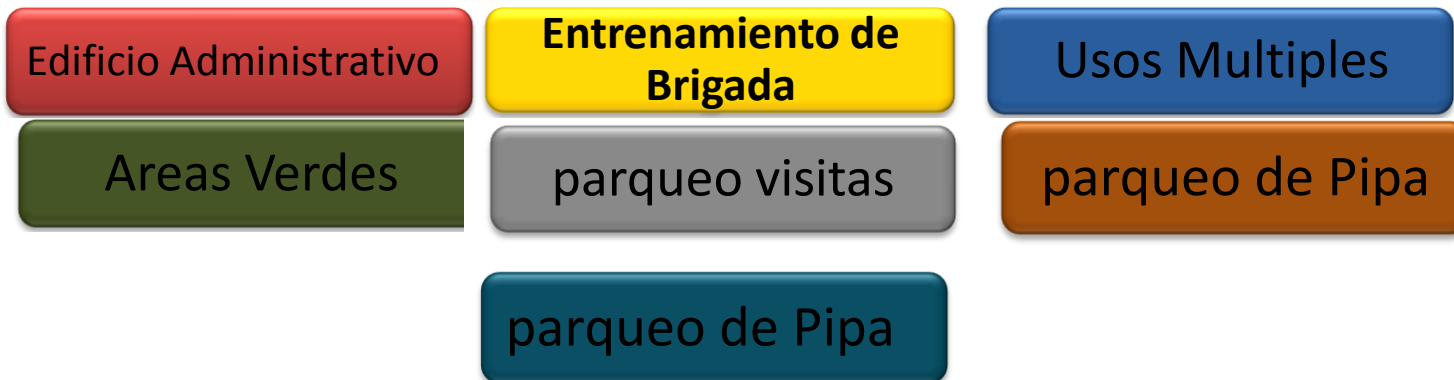 Edificio Administrativo
Entrenamiento de
Brigada
Usos Multiples
Areas Verdes
parqueo visitas
parqueo de Pipa
parqueo de Pipa